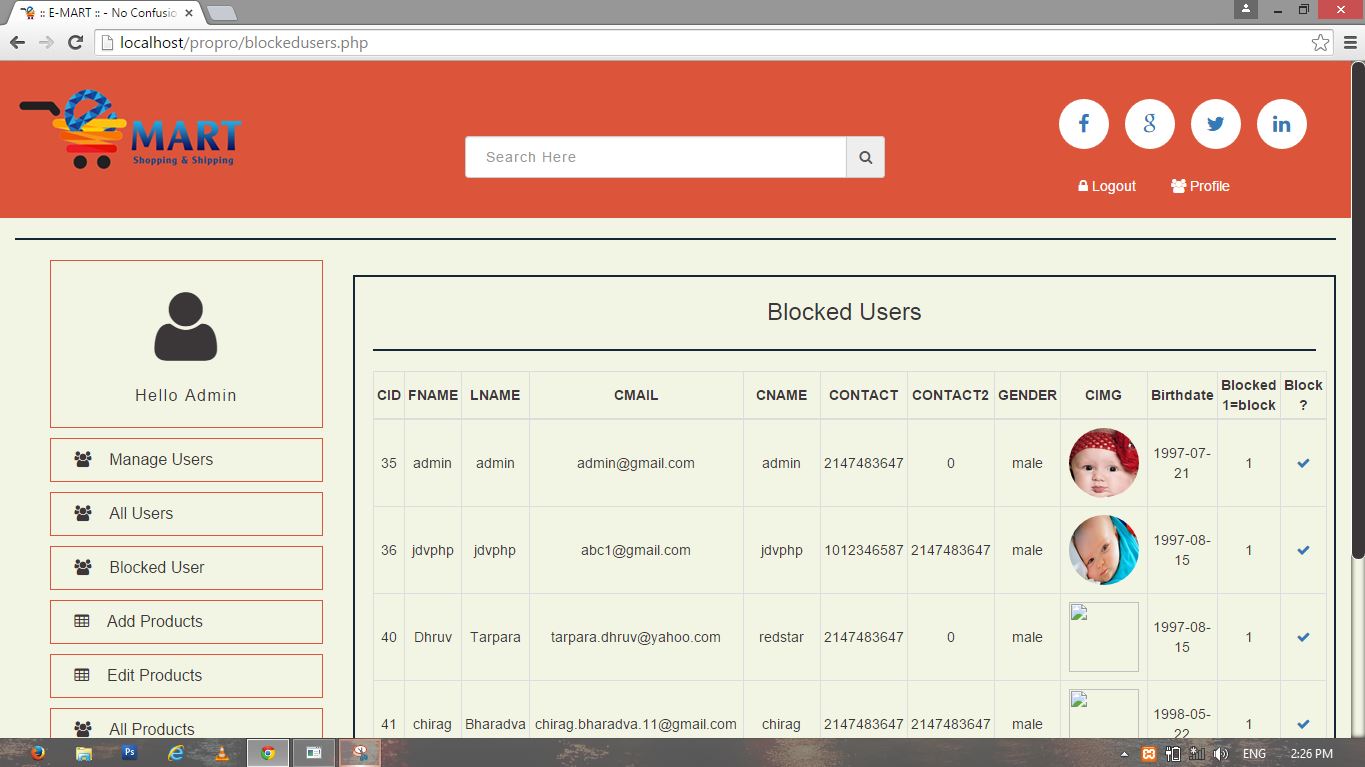 :: E-MART :: - No Confusio
localhost/propro/blockedusers.php
MART
Shopping & Shipping
Search Here
f
g
in
Logout Profile
Hello Admin
Manage Users
All Users
Blocked User
Add Products
Edit Products
All Products
Blocked Users
CID FNAME LNAME CMAIL CNAME CONTACT CONTACT2 GENDER CIMG Birthdate Blocked 1=block Block ?
35 admin admin admin@gmail.com admin 2147483647 0 male 1997-07-21 1
36 jdvphp jdvphp abc1@gmail.com jdvphp 1012346587 2147483647 male 1997-08-15 1
40 Dhruv Tarpara tarpara.dhruv@yahoo.com redstar 2147483647 0 male 1997-08-15 1
41 chirag Bharadva chirag.bharadva.11@gmail.com chirag 2147483647 2147483647 male 1998-05-22 1
Ps
ENG 2:26 PM